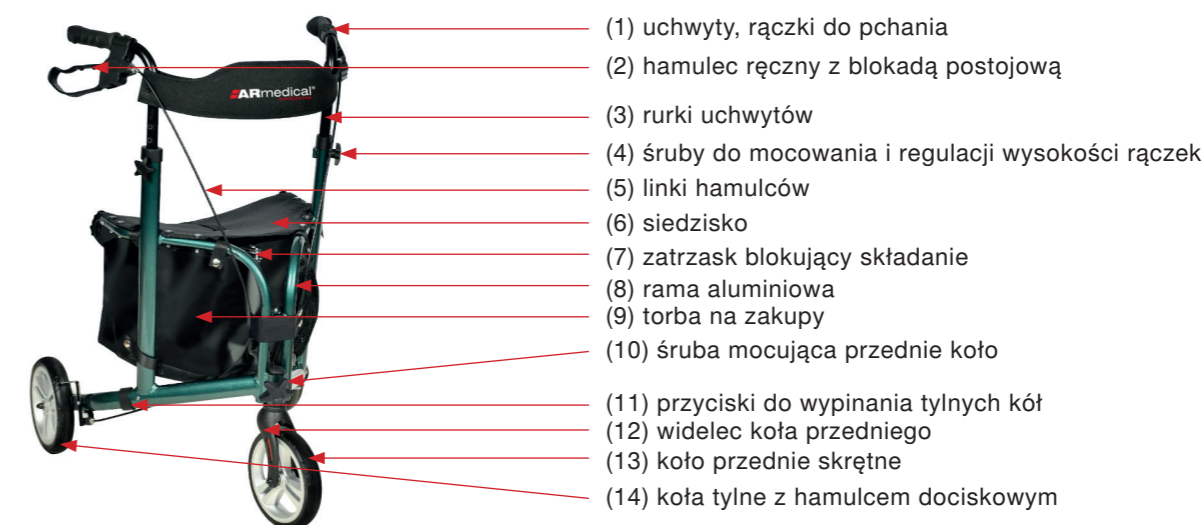 (1) uchwyty, rączki do pchania
(2) hamulec ręczny z blokadą postojową
ARmedical®
(3) rurki uchwytów
(4) śruby do mocowania i regulacji wysokości rączek
(5) linki hamulców
(6) siedzisko
(7) zatrzask blokujący składanie
(8) rama aluminiowa
(9) torba na zakupy
(10) śruba mocująca przednie koło
(11) przyciski do wypinania tylnych kół
(12) widelec koła przedniego
(13) koło przednie skrętne
(14) koła tylne z hamulcem dociskowym